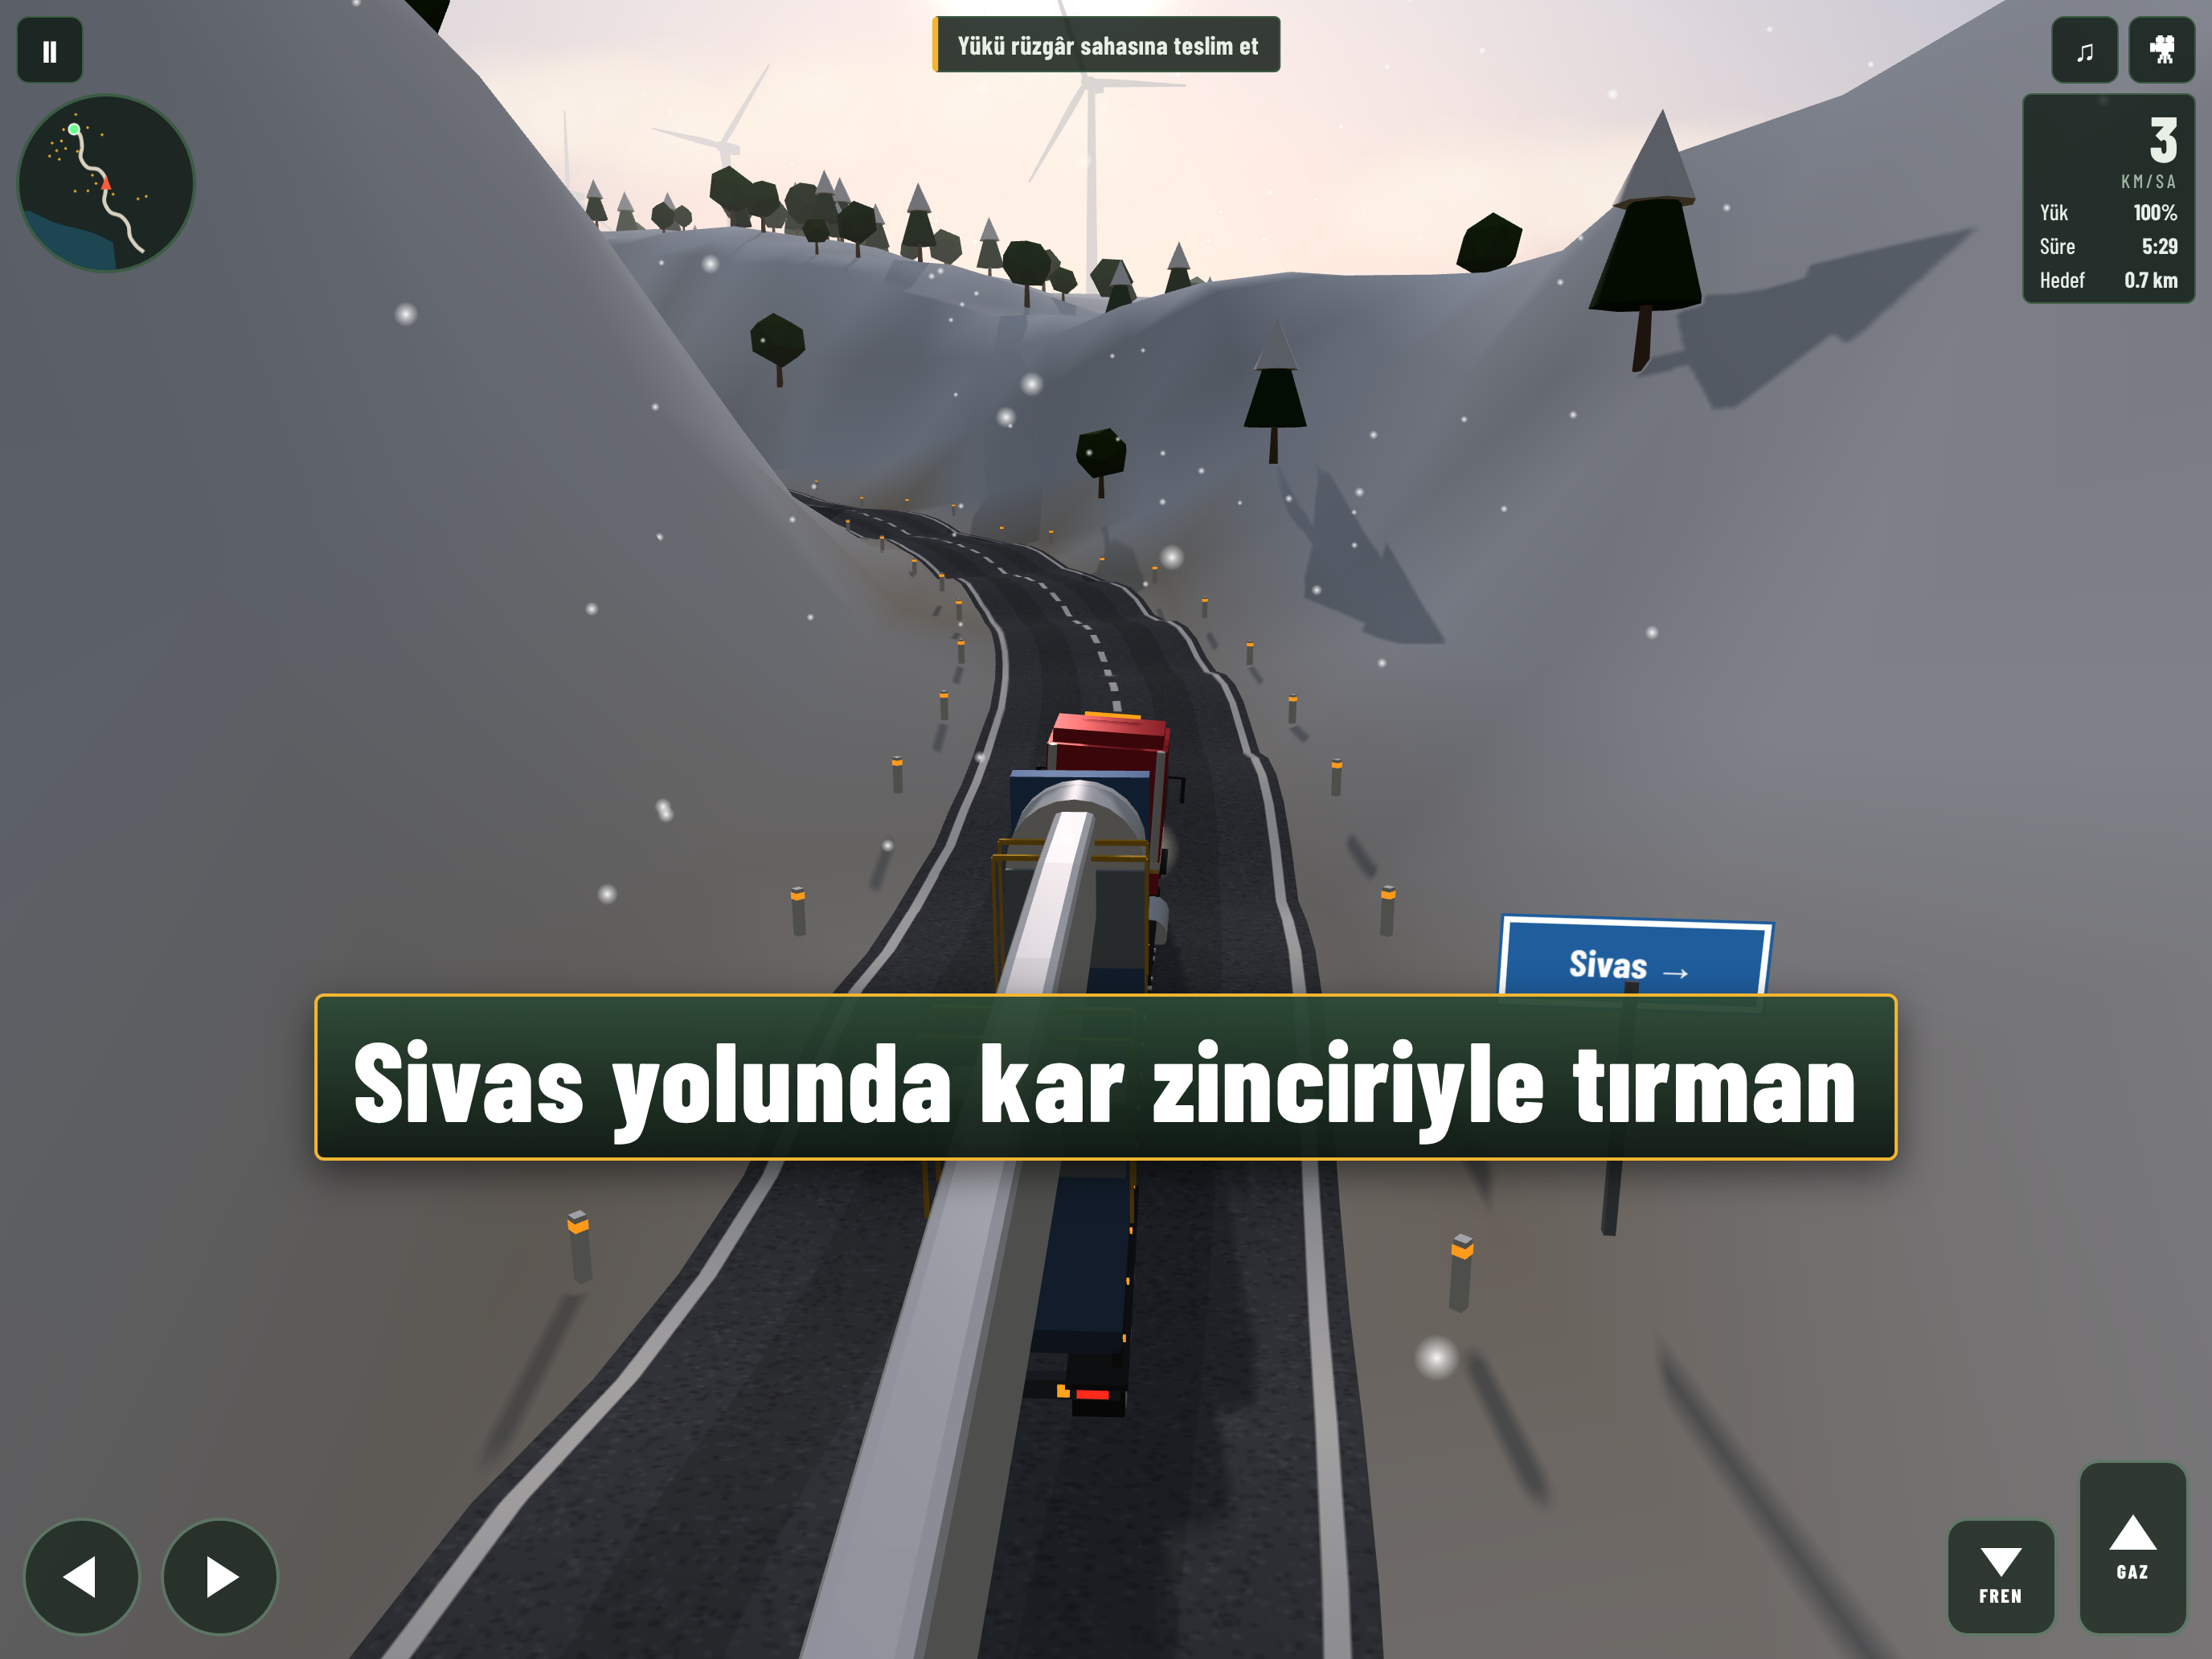 Yükü rüzgâr sahasına teslim et
3
KM/SA
Yük 100%
Süre 5:29
Hedef 0.7 km
Sivas →
Sivas yolunda kar zinciriyle tırman
FREN
GAZ